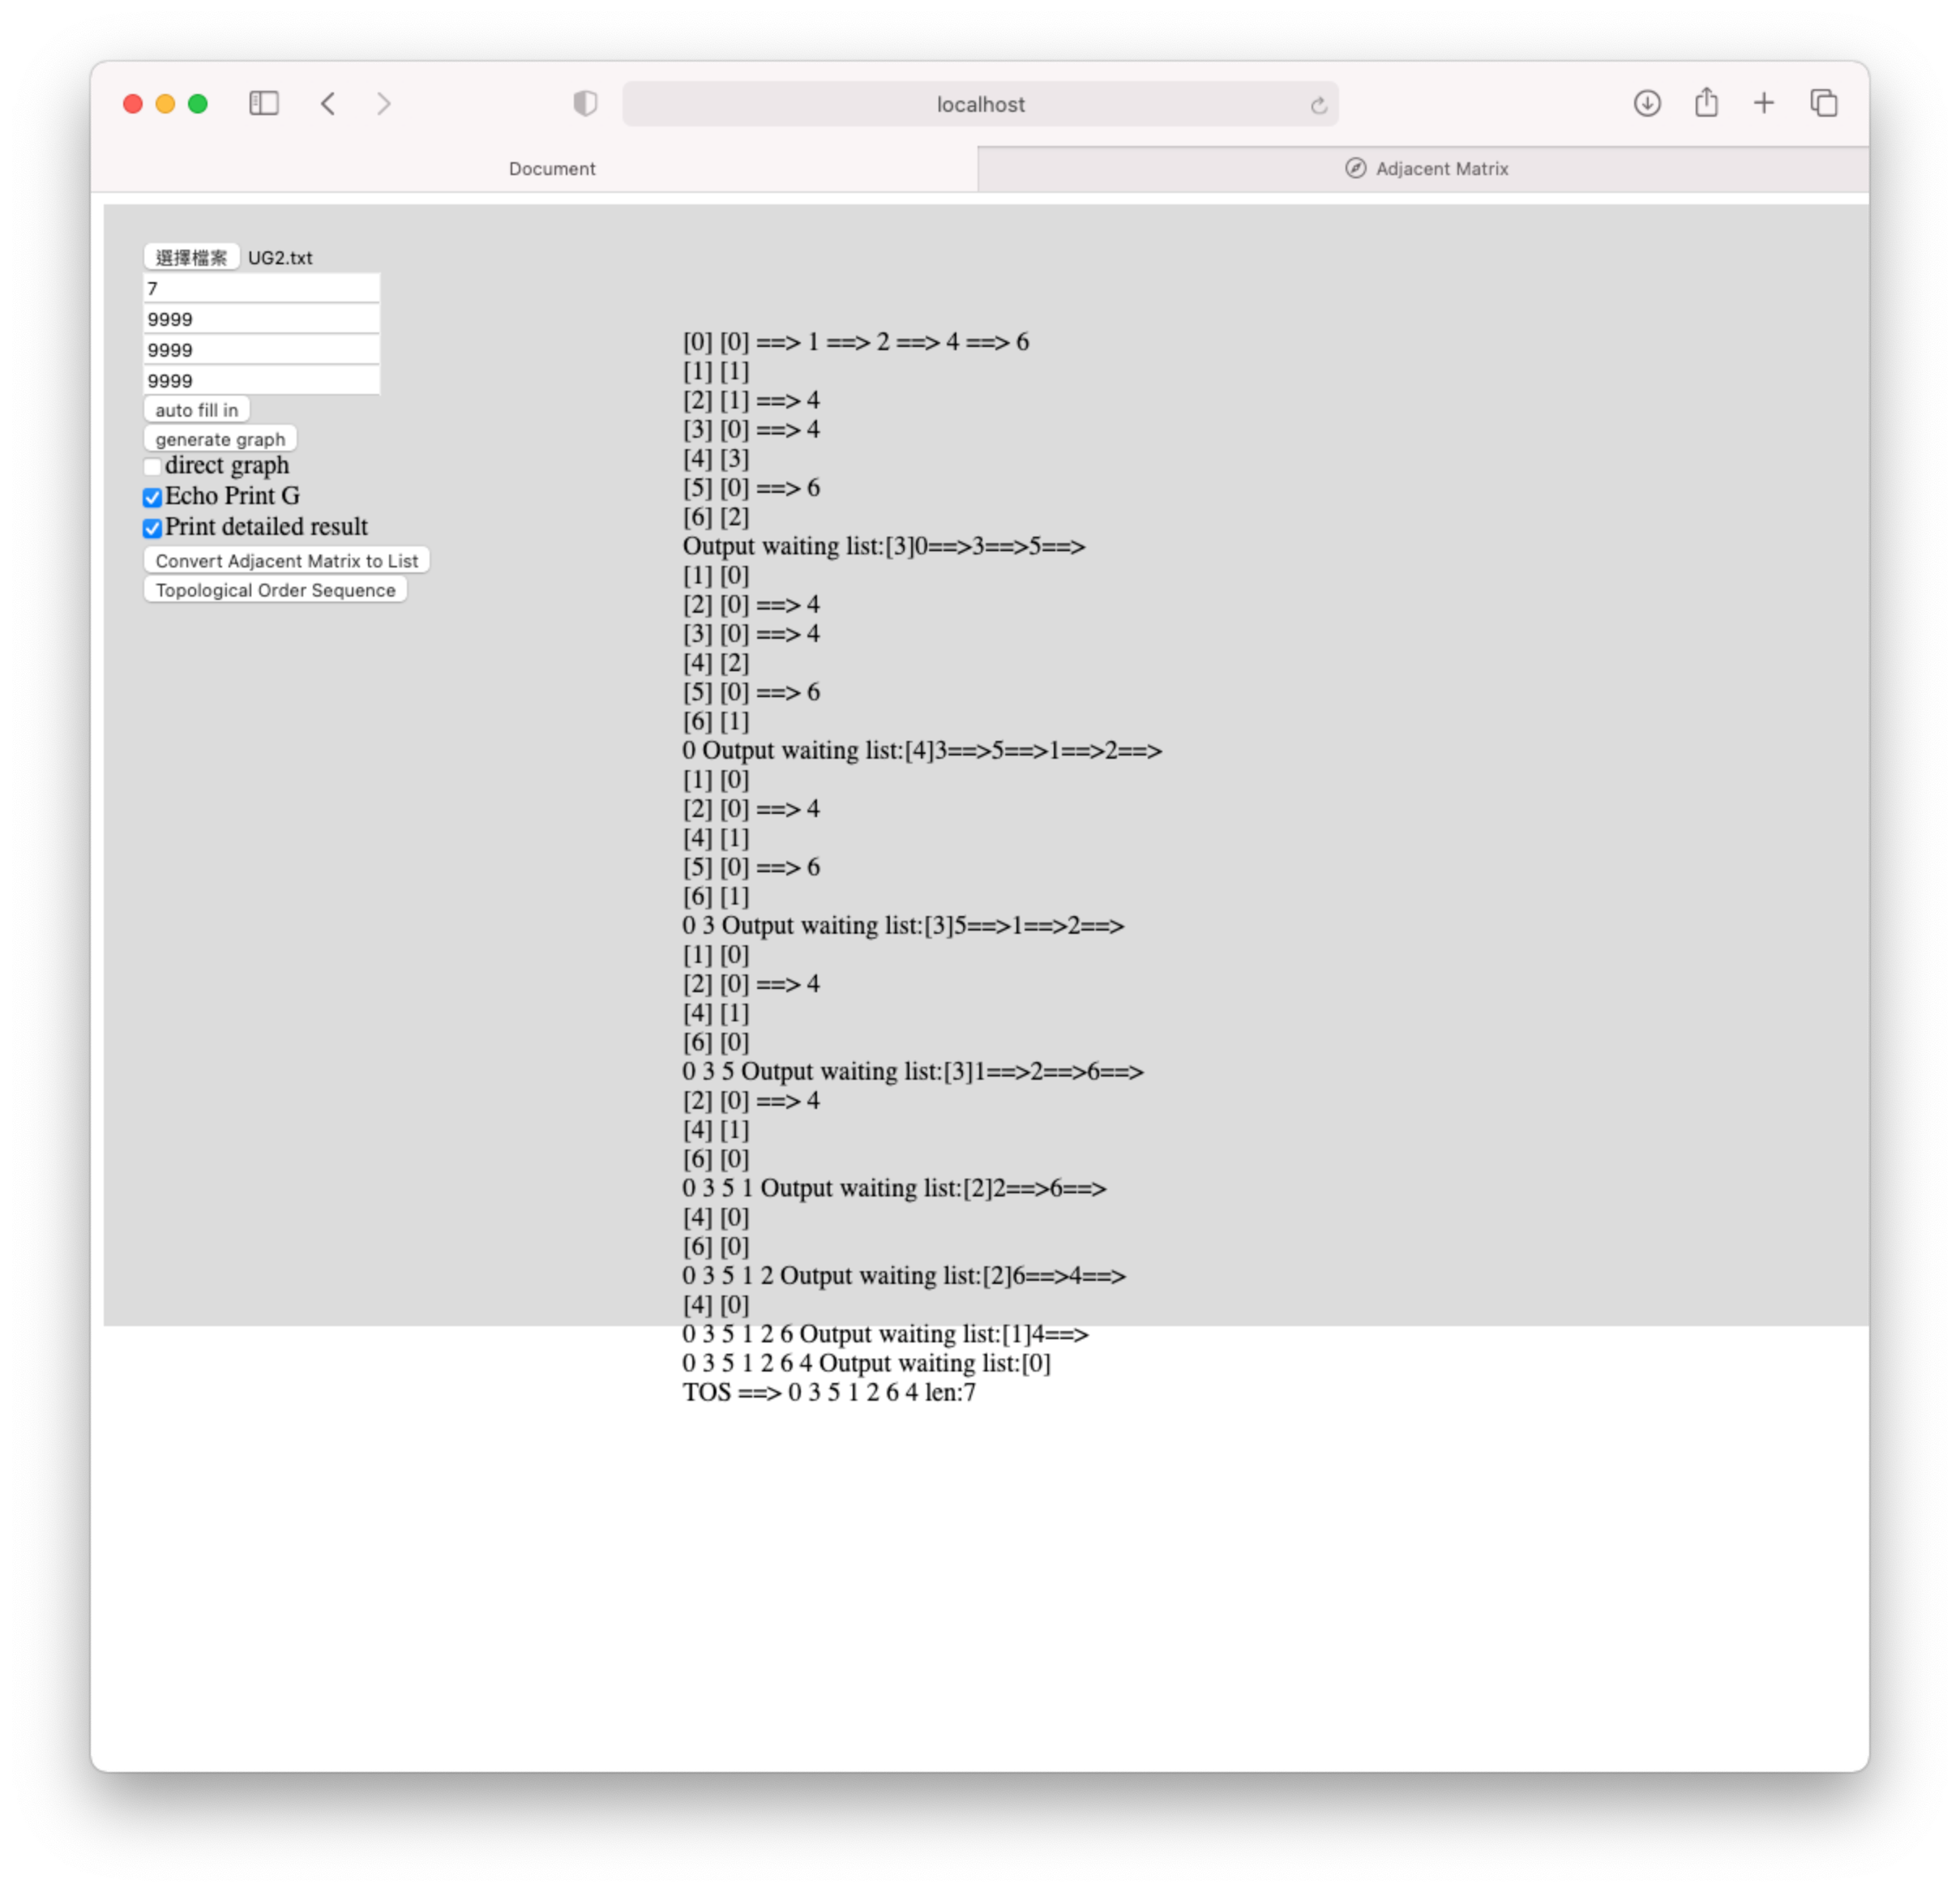 localhost
Document
Adjacent Matrix
選擇檔案 UG2.txt
7
9999
9999
9999
auto fill in
generate graph
direct graph
Echo Print G
Print detailed result
Convert Adjacent Matrix to List
Topological Order Sequence
[0] [0] ==> 1 ==> 2 ==> 4 ==> 6
[1] [1]
[2] [1] ==> 4
[3] [0] ==> 4
[4] [3]
[5] [0] ==> 6
[6] [2]
Output waiting list:[3]0==>3==>5==>
[1] [0]
[2] [0] ==> 4
[3] [0] ==> 4
[4] [2]
[5] [0] ==> 6
[6] [1]
0 Output waiting list:[4]3==>5==>1==>2==>
[1] [0]
[2] [0] ==> 4
[4] [1]
[5] [0] ==> 6
[6] [1]
0 3 Output waiting list:[3]5==>1==>2==>
[1] [0]
[2] [0] ==> 4
[4] [1]
[6] [0]
0 3 5 Output waiting list:[3]1==>2==>6==>
[2] [0] ==> 4
[4] [1]
[6] [0]
0 3 5 1 Output waiting list:[2]2==>6==>
[4] [0]
[6] [0]
0 3 5 1 2 Output waiting list:[2]6==>4==>
[4] [0]
0 3 5 1 2 6 Output waiting list:[1]4==>
0 3 5 1 2 6 4 Output waiting list:[0]
TOS ==> 0 3 5 1 2 6 4 len:7